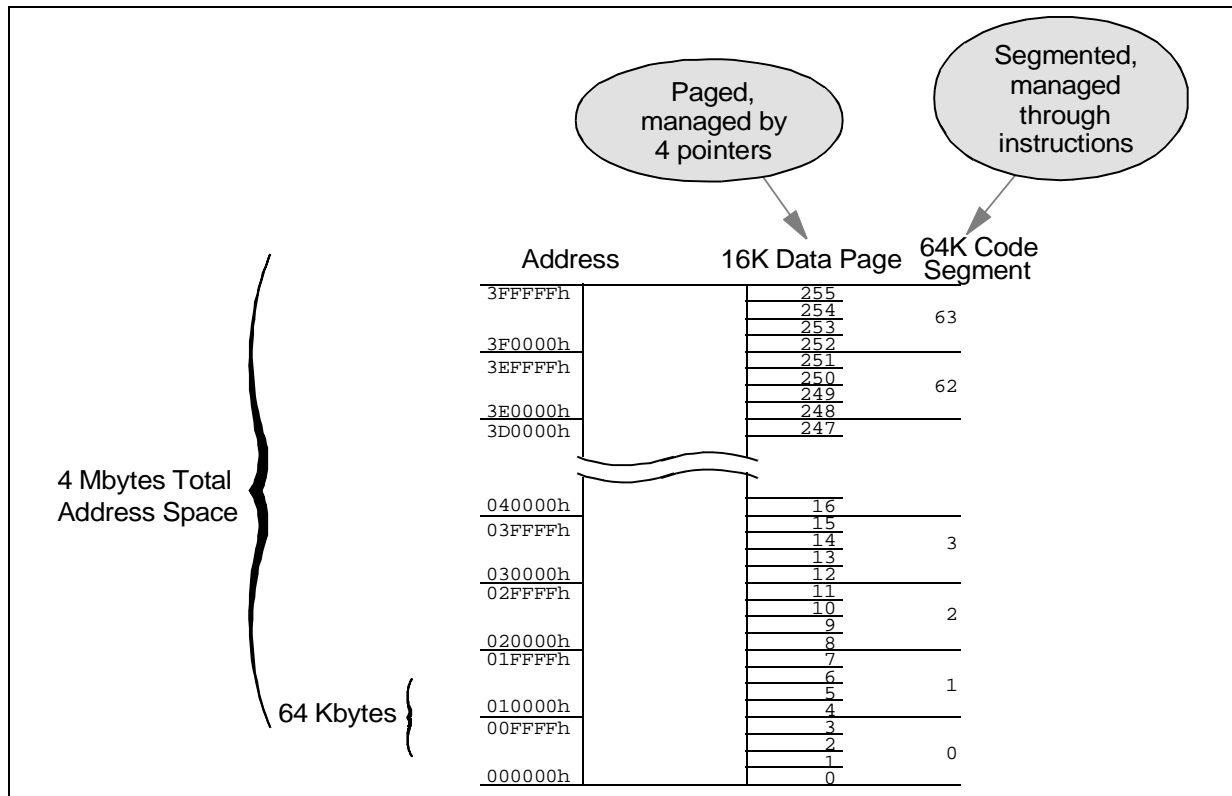 Segmented,
managed
through
instructions
Paged,
managed by
4 pointers
Address
16K Data Page
64K Code
Segment
3FFFFFh
255
254
63
253
3F0000h
252
3EFFFFh
251
250
62
249
3E0000h
248
3D0000h
247
4 Mbytes Total
Address Space
040000h
16
03FFFFh
15
14
3
13
030000h
12
02FFFFh
11
10
2
9
020000h
8
01FFFFh
7
6
1
5
64 Kbytes
010000h
4
00FFFFh
3
2
0
1
000000h
0